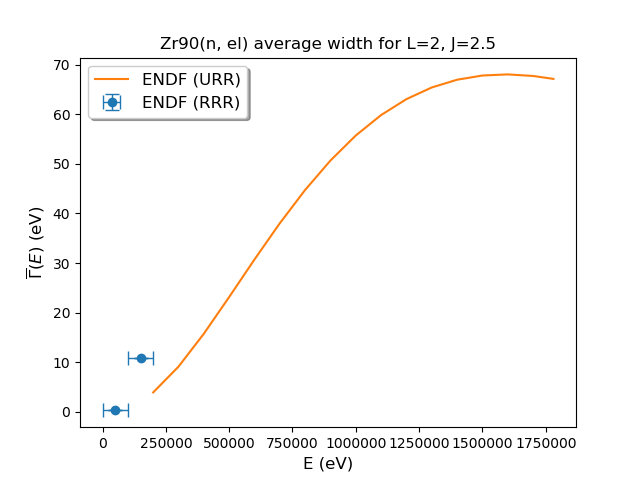 Zr90(n, el) average width for L=2, J=2.5
70
60
50
40
30
20
10
0
Γ̅(E) (eV)
ENDF (URR)
ENDF (RRR)
0 250000 500000 750000 1000000 1250000 1500000 1750000
E (eV)